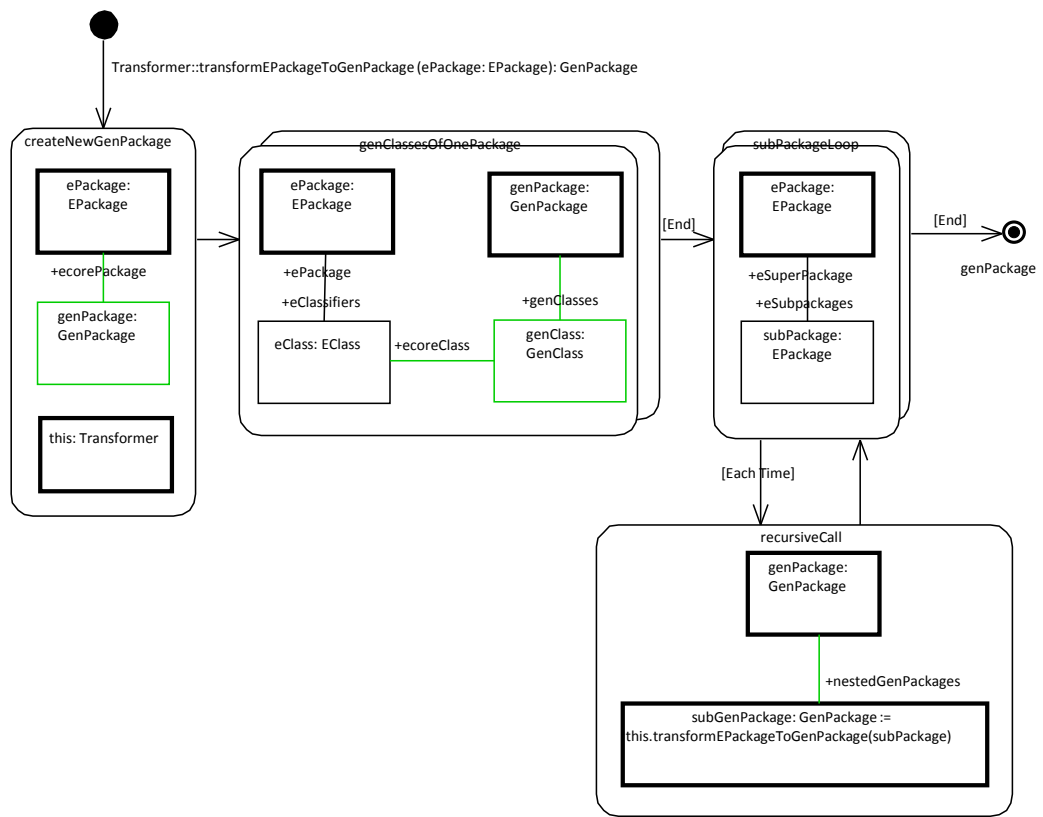 Transformer::transformEPackageToGenPackage (ePackage: EPackage): GenPackage
createNewGenPackage
ePackage:
EPackage
+ecorePackage
genPackage:
GenPackage
this: Transformer
genClassesOfOnePackage
ePackage:
EPackage
genPackage:
GenPackage
+ePackage
+eClassifiers
+genClasses
eClass: EClass
+ecoreClass
genClass:
GenClass
[End]
subPackageLoop
ePackage:
EPackage
+eSuperPackage
+eSubpackages
subPackage:
EPackage
[End]
genPackage
[Each Time]
recursiveCall
genPackage:
GenPackage
+nestedGenPackages
subGenPackage: GenPackage :=
this.transformEPackageToGenPackage(subPackage)